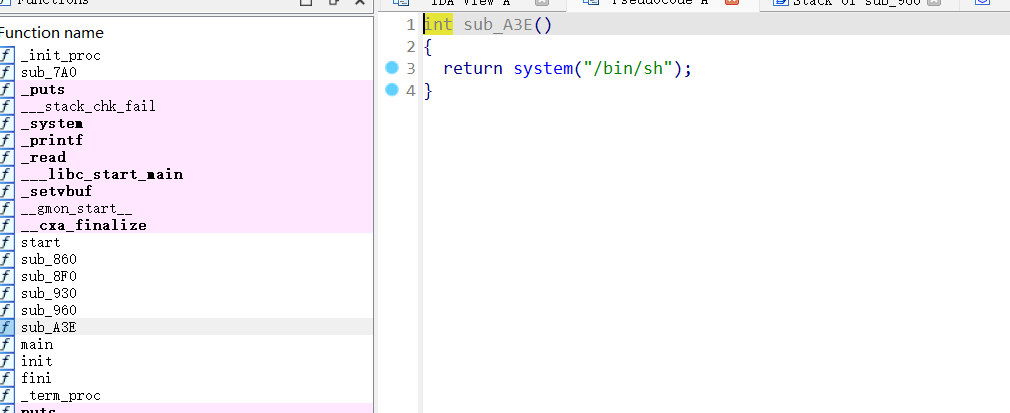 Functions
IDA View A
Pseudocode A
Stack of sub_960
Function name
f _init_proc
f sub_7A0
f _puts
f ___stack_chk_fail
f _system
f _printf
f _read
f ___libc_start_main
f _setvbuf
f __gmon_start__
f __cxa_finalize
f start
f sub_860
f sub_8F0
f sub_930
f sub_960
f sub_A3E
f main
f init
f fini
f _term_proc
f puts
1 int sub_A3E()
2 {
3 return system("/bin/sh");
4 }